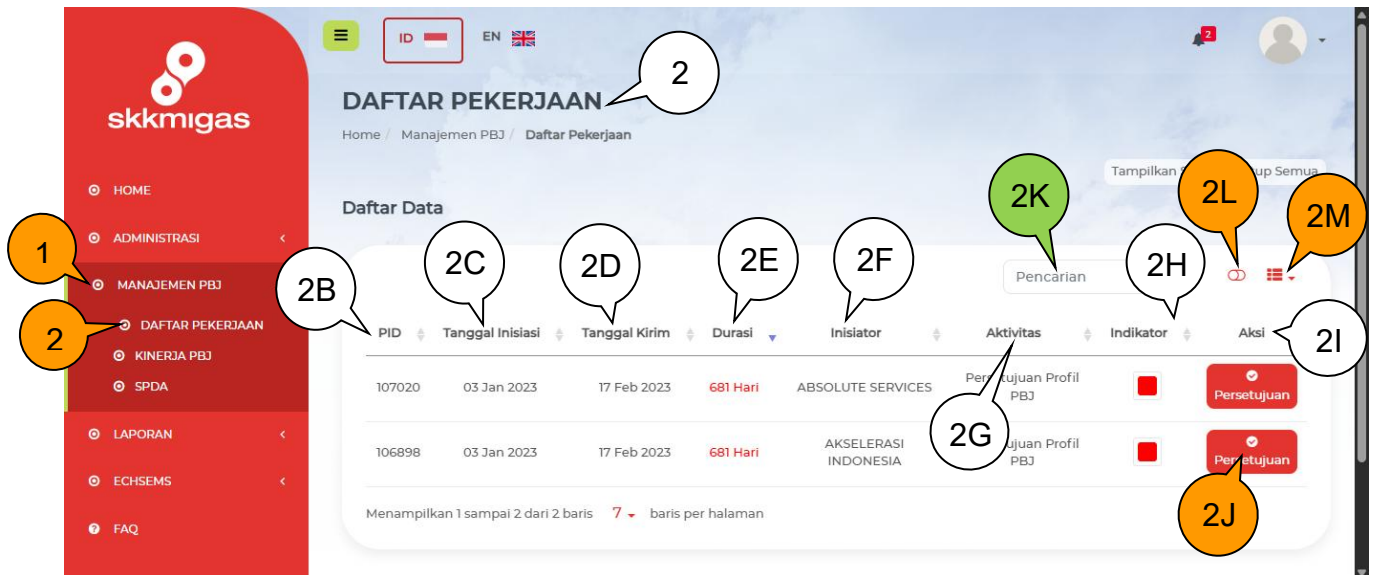 skkmigas
ID
EN
2
2
DAFTAR PEKERJAAN
Home / Manajemen PBJ / Daftar Pekerjaan
Tampilkan
up Semua
HOME
ADMINISTRASI
MANAJEMEN PBJ
DAFTAR PEKERJAAN
KINERJA PBJ
SPDA
LAPORAN
ECHSEMS
FAQ
1
2
Daftar Data
2K
2L
2M
Pencarian
2B
2C
2D
2E
2F
2H
2I
PID Tanggal Inisiasi Tanggal Kirim Durasi Inisiator Aktivitas Indikator Aksi
107020 03 Jan 2023 17 Feb 2023 681 Hari ABSOLUTE SERVICES Persetujuan Profil PBJ Persetujuan
106898 03 Jan 2023 17 Feb 2023 681 Hari AKSELERASI INDONESIA ujuan Profil PBJ Persetujuan
2G
2J
Menampilkan 1 sampai 2 dari 2 baris 7 baris per halaman